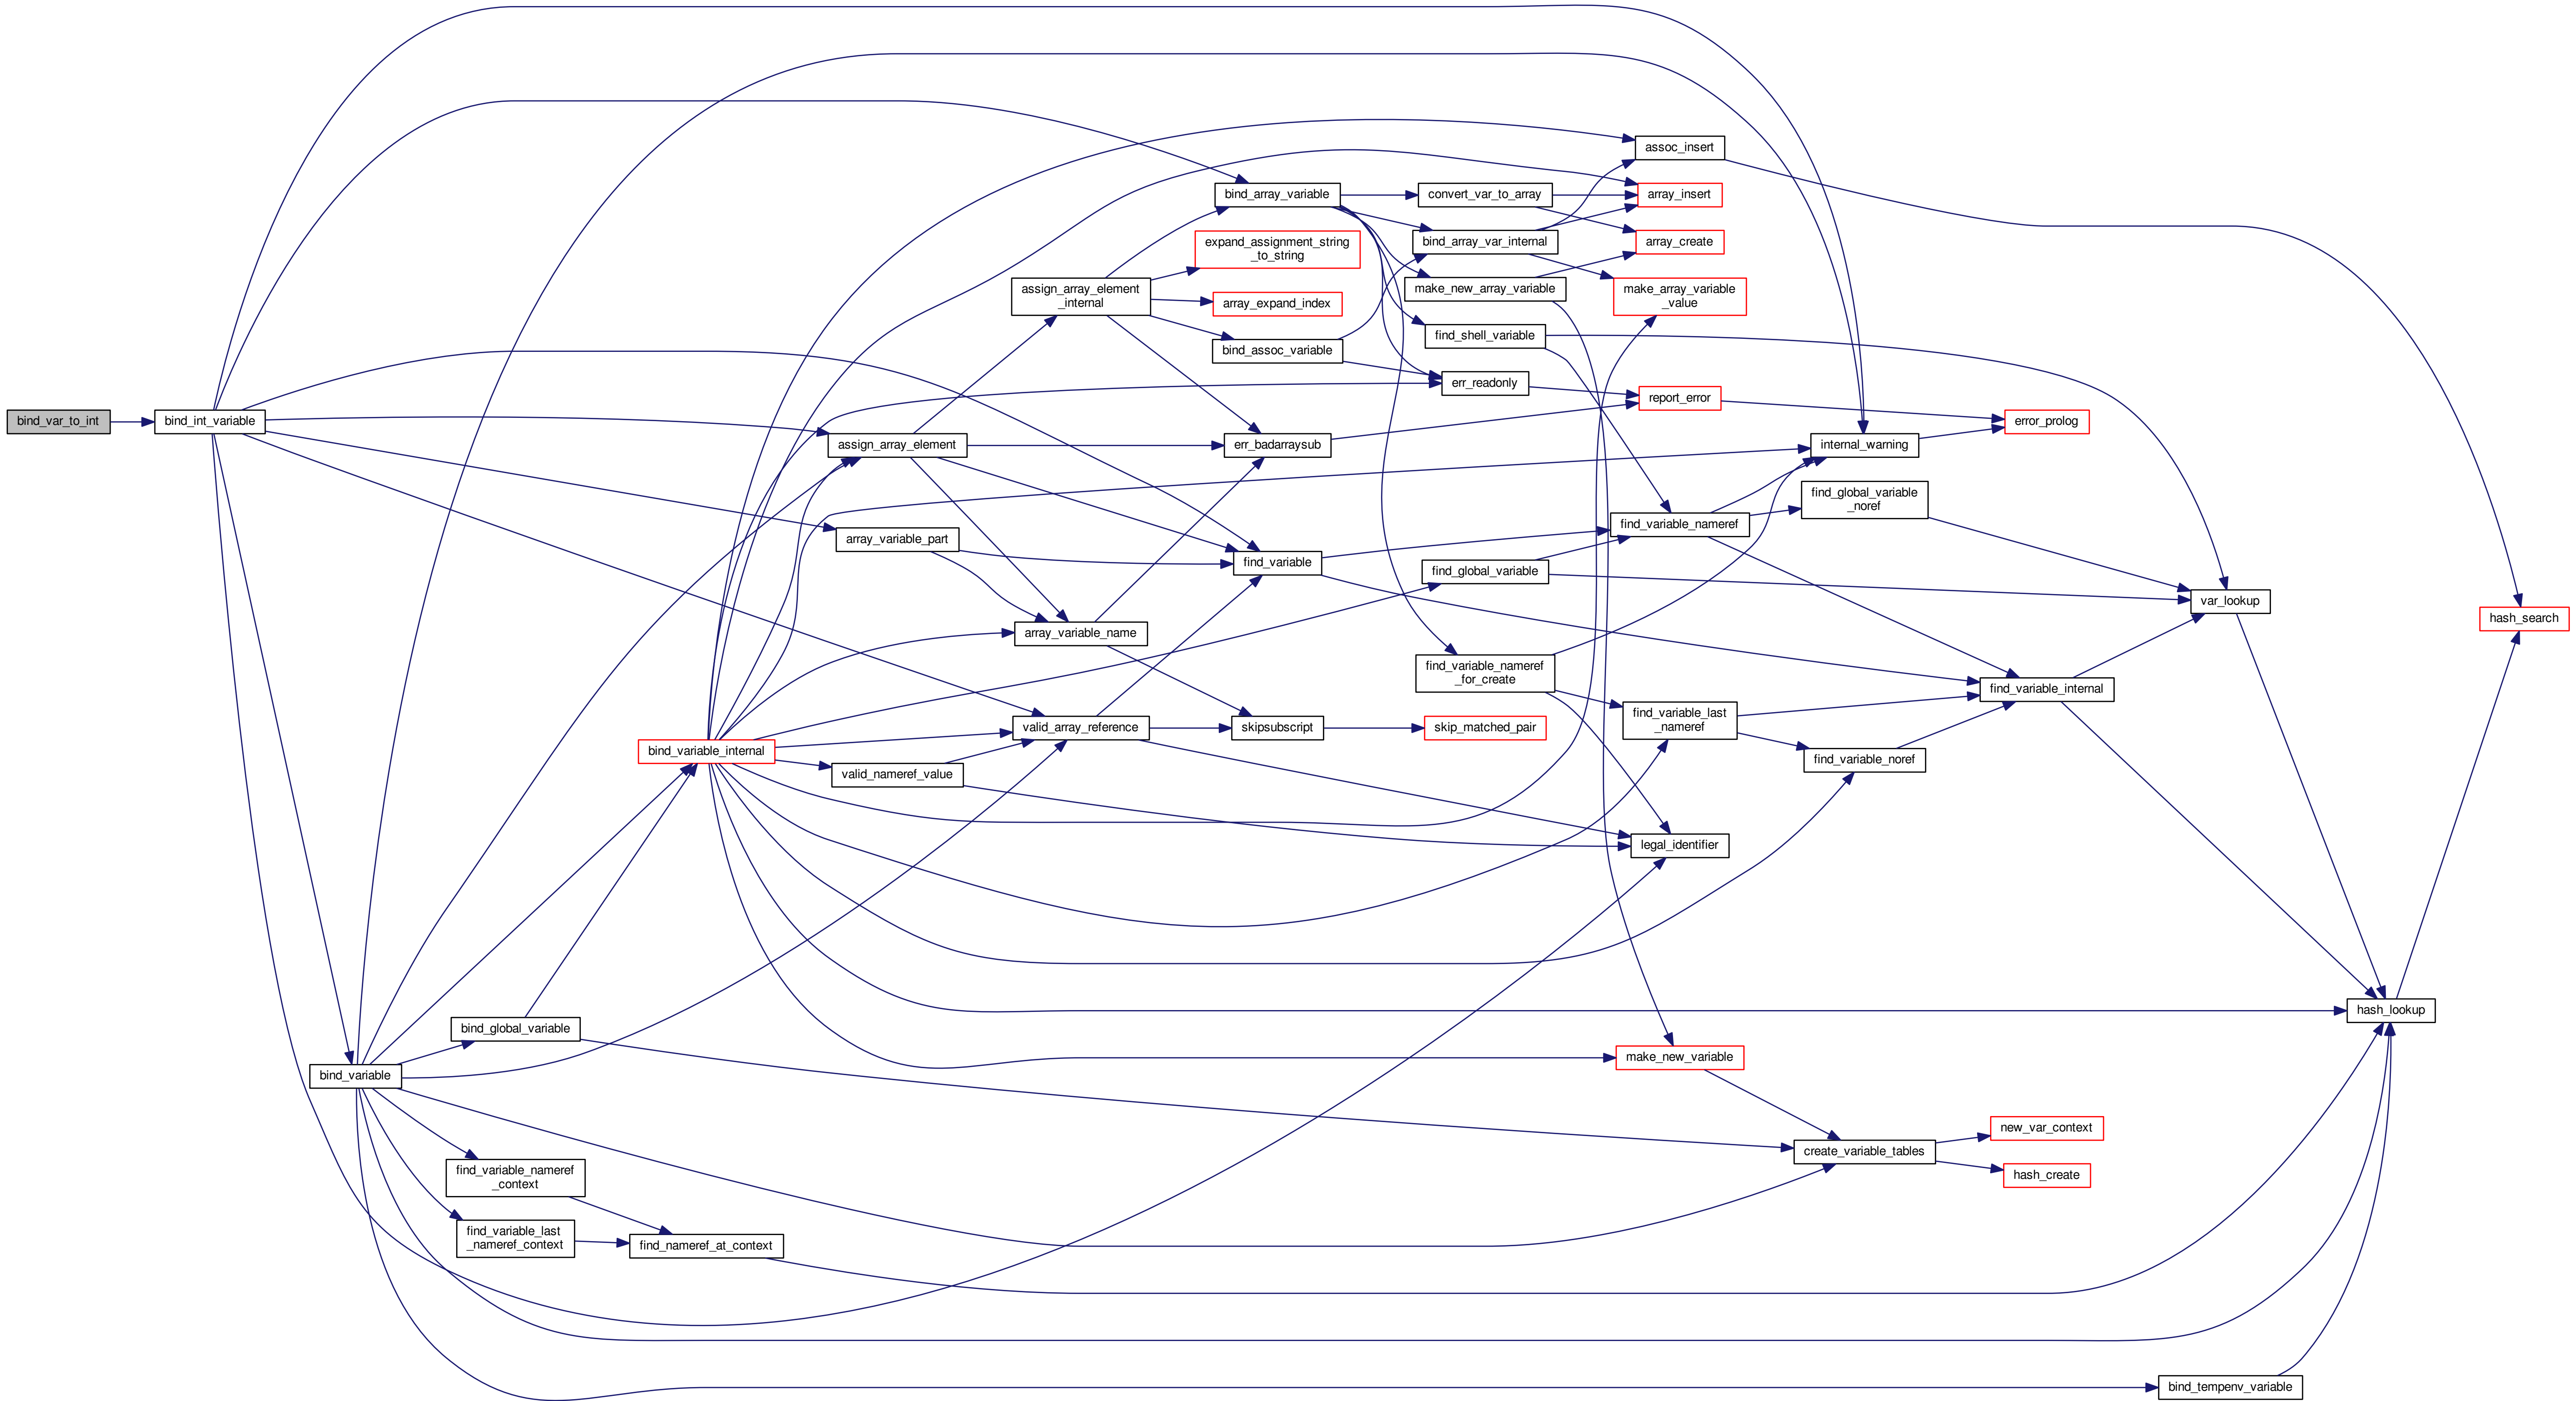 bind_var_to_int
bind_int_variable
bind_variable
bind_global_variable
find_variable_nameref
_context
find_variable_last
_nameref_context
bind_variable_internal
find_nameref_at_context
assign_array_element
array_variable_part
valid_nameref_value
assign_array_element
_internal
array_variable_name
valid_array_reference
bind_array_variable
expand_assignment_string
_to_string
array_expand_index
bind_assoc_variable
err_badarraysub
find_variable
skipsubscript
convert_var_to_array
bind_array_var_internal
make_new_array_variable
find_shell_variable
err_readonly
find_global_variable
find_variable_nameref
_for_create
skip_matched_pair
assoc_insert
array_insert
array_create
make_array_variable
_value
report_error
find_variable_nameref
find_variable_last
_nameref
legal_identifier
make_new_variable
internal_warning
find_global_variable
_noref
find_variable_noref
create_variable_tables
error_prolog
find_variable_internal
new_var_context
hash_create
var_lookup
bind_tempenv_variable
hash_lookup
hash_search